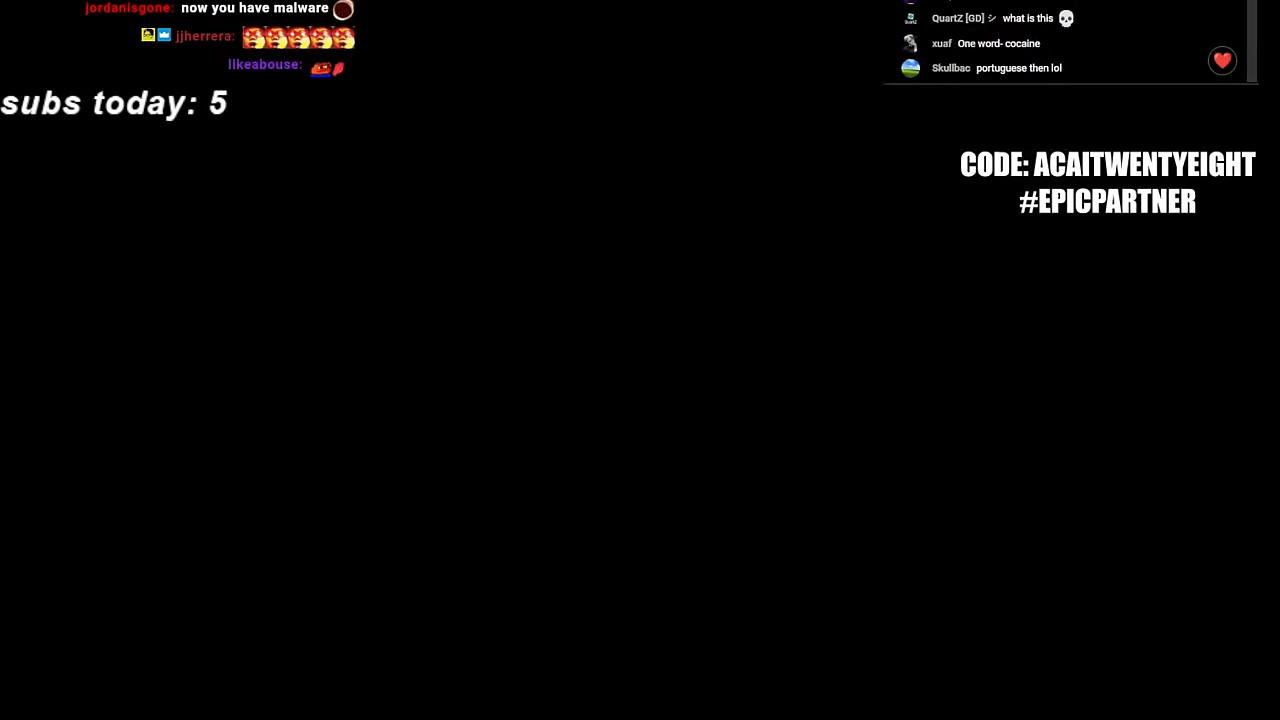 jordanisgone: now you have malware
jjherrera:
likeabouse:
subs today: 5
QuartZ [GD] シ what is this 💀
xuaf One word- cocaine
Skullbac portuguese then lol
CODE: ACAITWENTYEIGHT
#EPICPARTNER